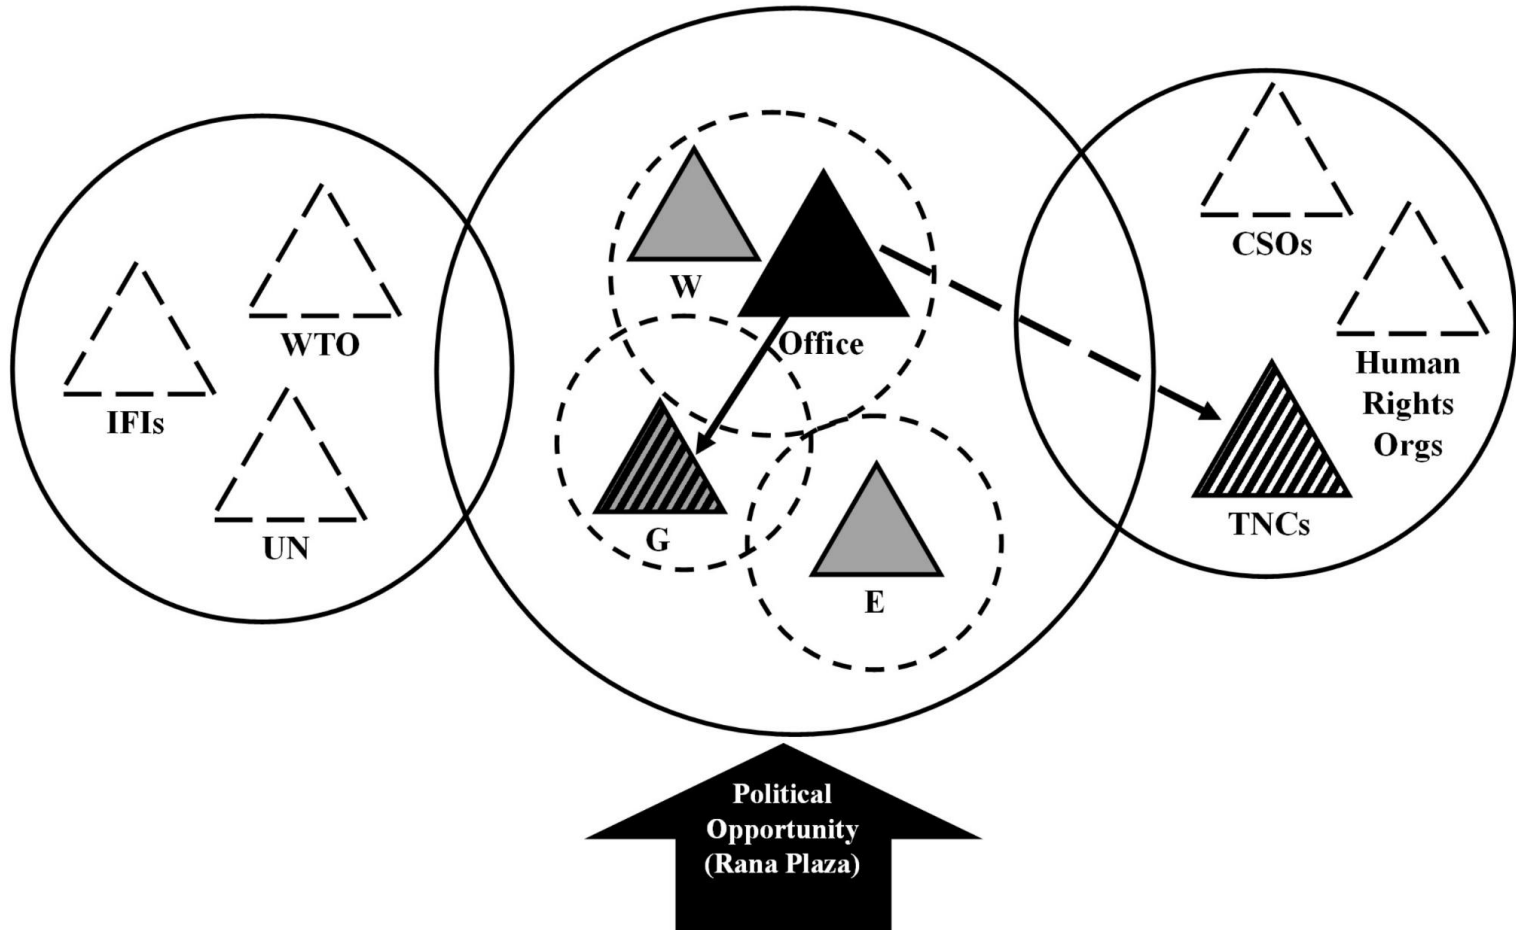 WTO
IFIs
UN
W
Office
G
E
CSOs
Human
Rights
Orgs
TNCs
Political
Opportunity
(Rana Plaza)